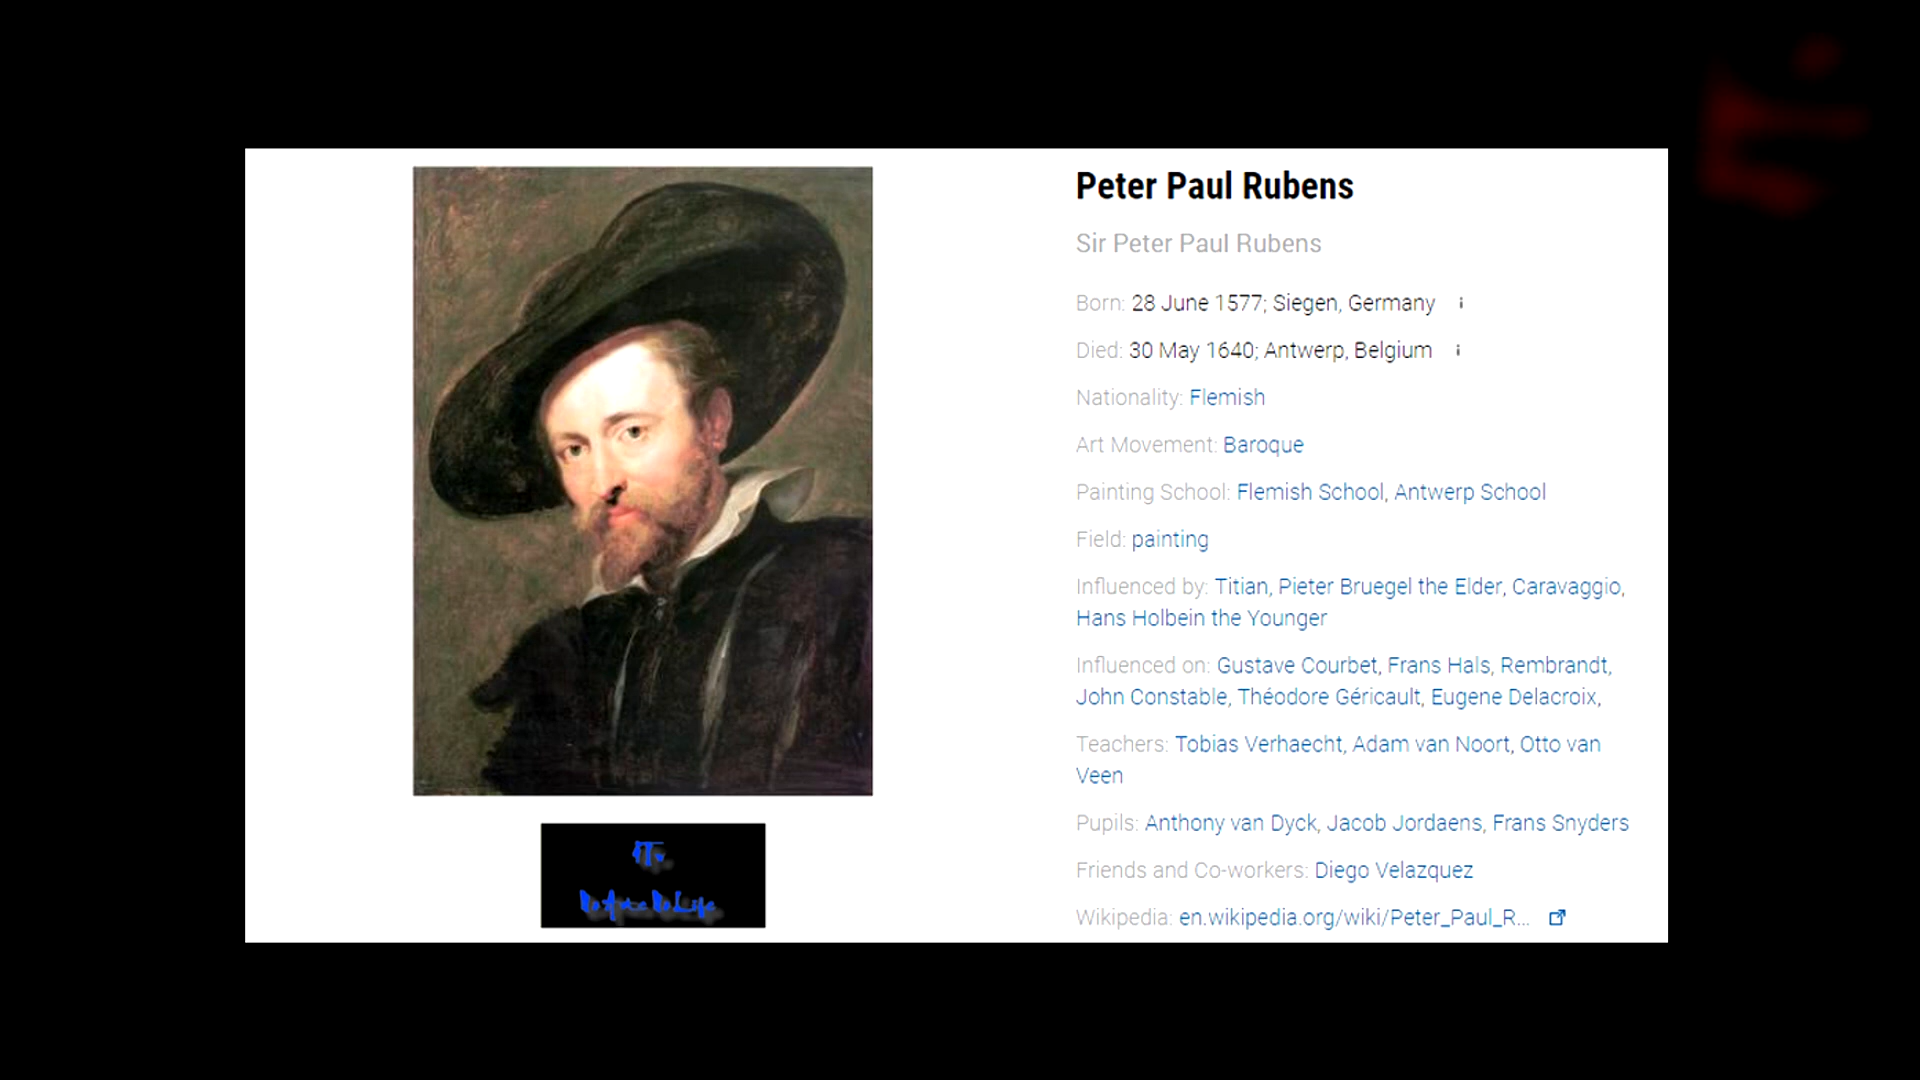 Peter Paul Rubens
Sir Peter Paul Rubens
Born: 28 June 1577; Siegen, Germany i
Died: 30 May 1640; Antwerp, Belgium i
Nationality: Flemish
Art Movement: Baroque
Painting School: Flemish School, Antwerp School
Field: painting
Influenced by: Titian, Pieter Bruegel the Elder, Caravaggio,
Hans Holbein the Younger
Influenced on: Gustave Courbet, Frans Hals, Rembrandt,
John Constable, Théodore Géricault, Eugene Delacroix,
Teachers: Tobias Verhaecht, Adam van Noort, Otto van
Veen
Pupils: Anthony van Dyck, Jacob Jordaens, Frans Snyders
Friends and Co-workers: Diego Velazquez
Wikipedia: en.wikipedia.org/wiki/Peter_Paul_R...